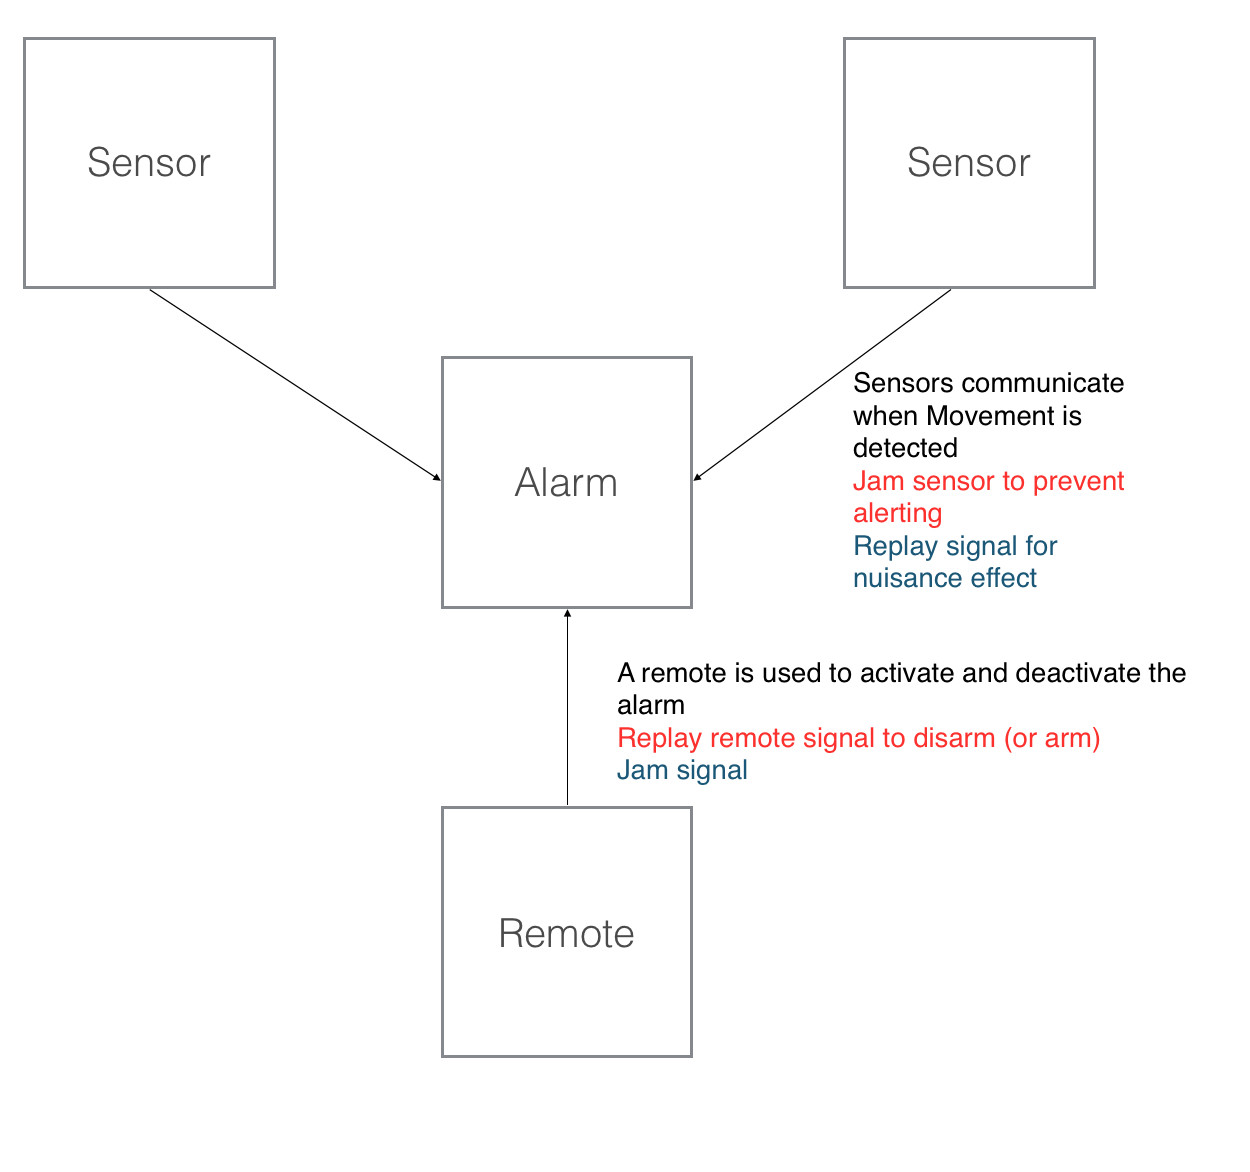 Sensor
Sensor
Alarm
Sensors communicate
when Movement is
detected
Jam sensor to prevent
alerting
Replay signal for
nuisance effect
A remote is used to activate and deactivate the
alarm
Replay remote signal to disarm (or arm)
Jam signal
Remote